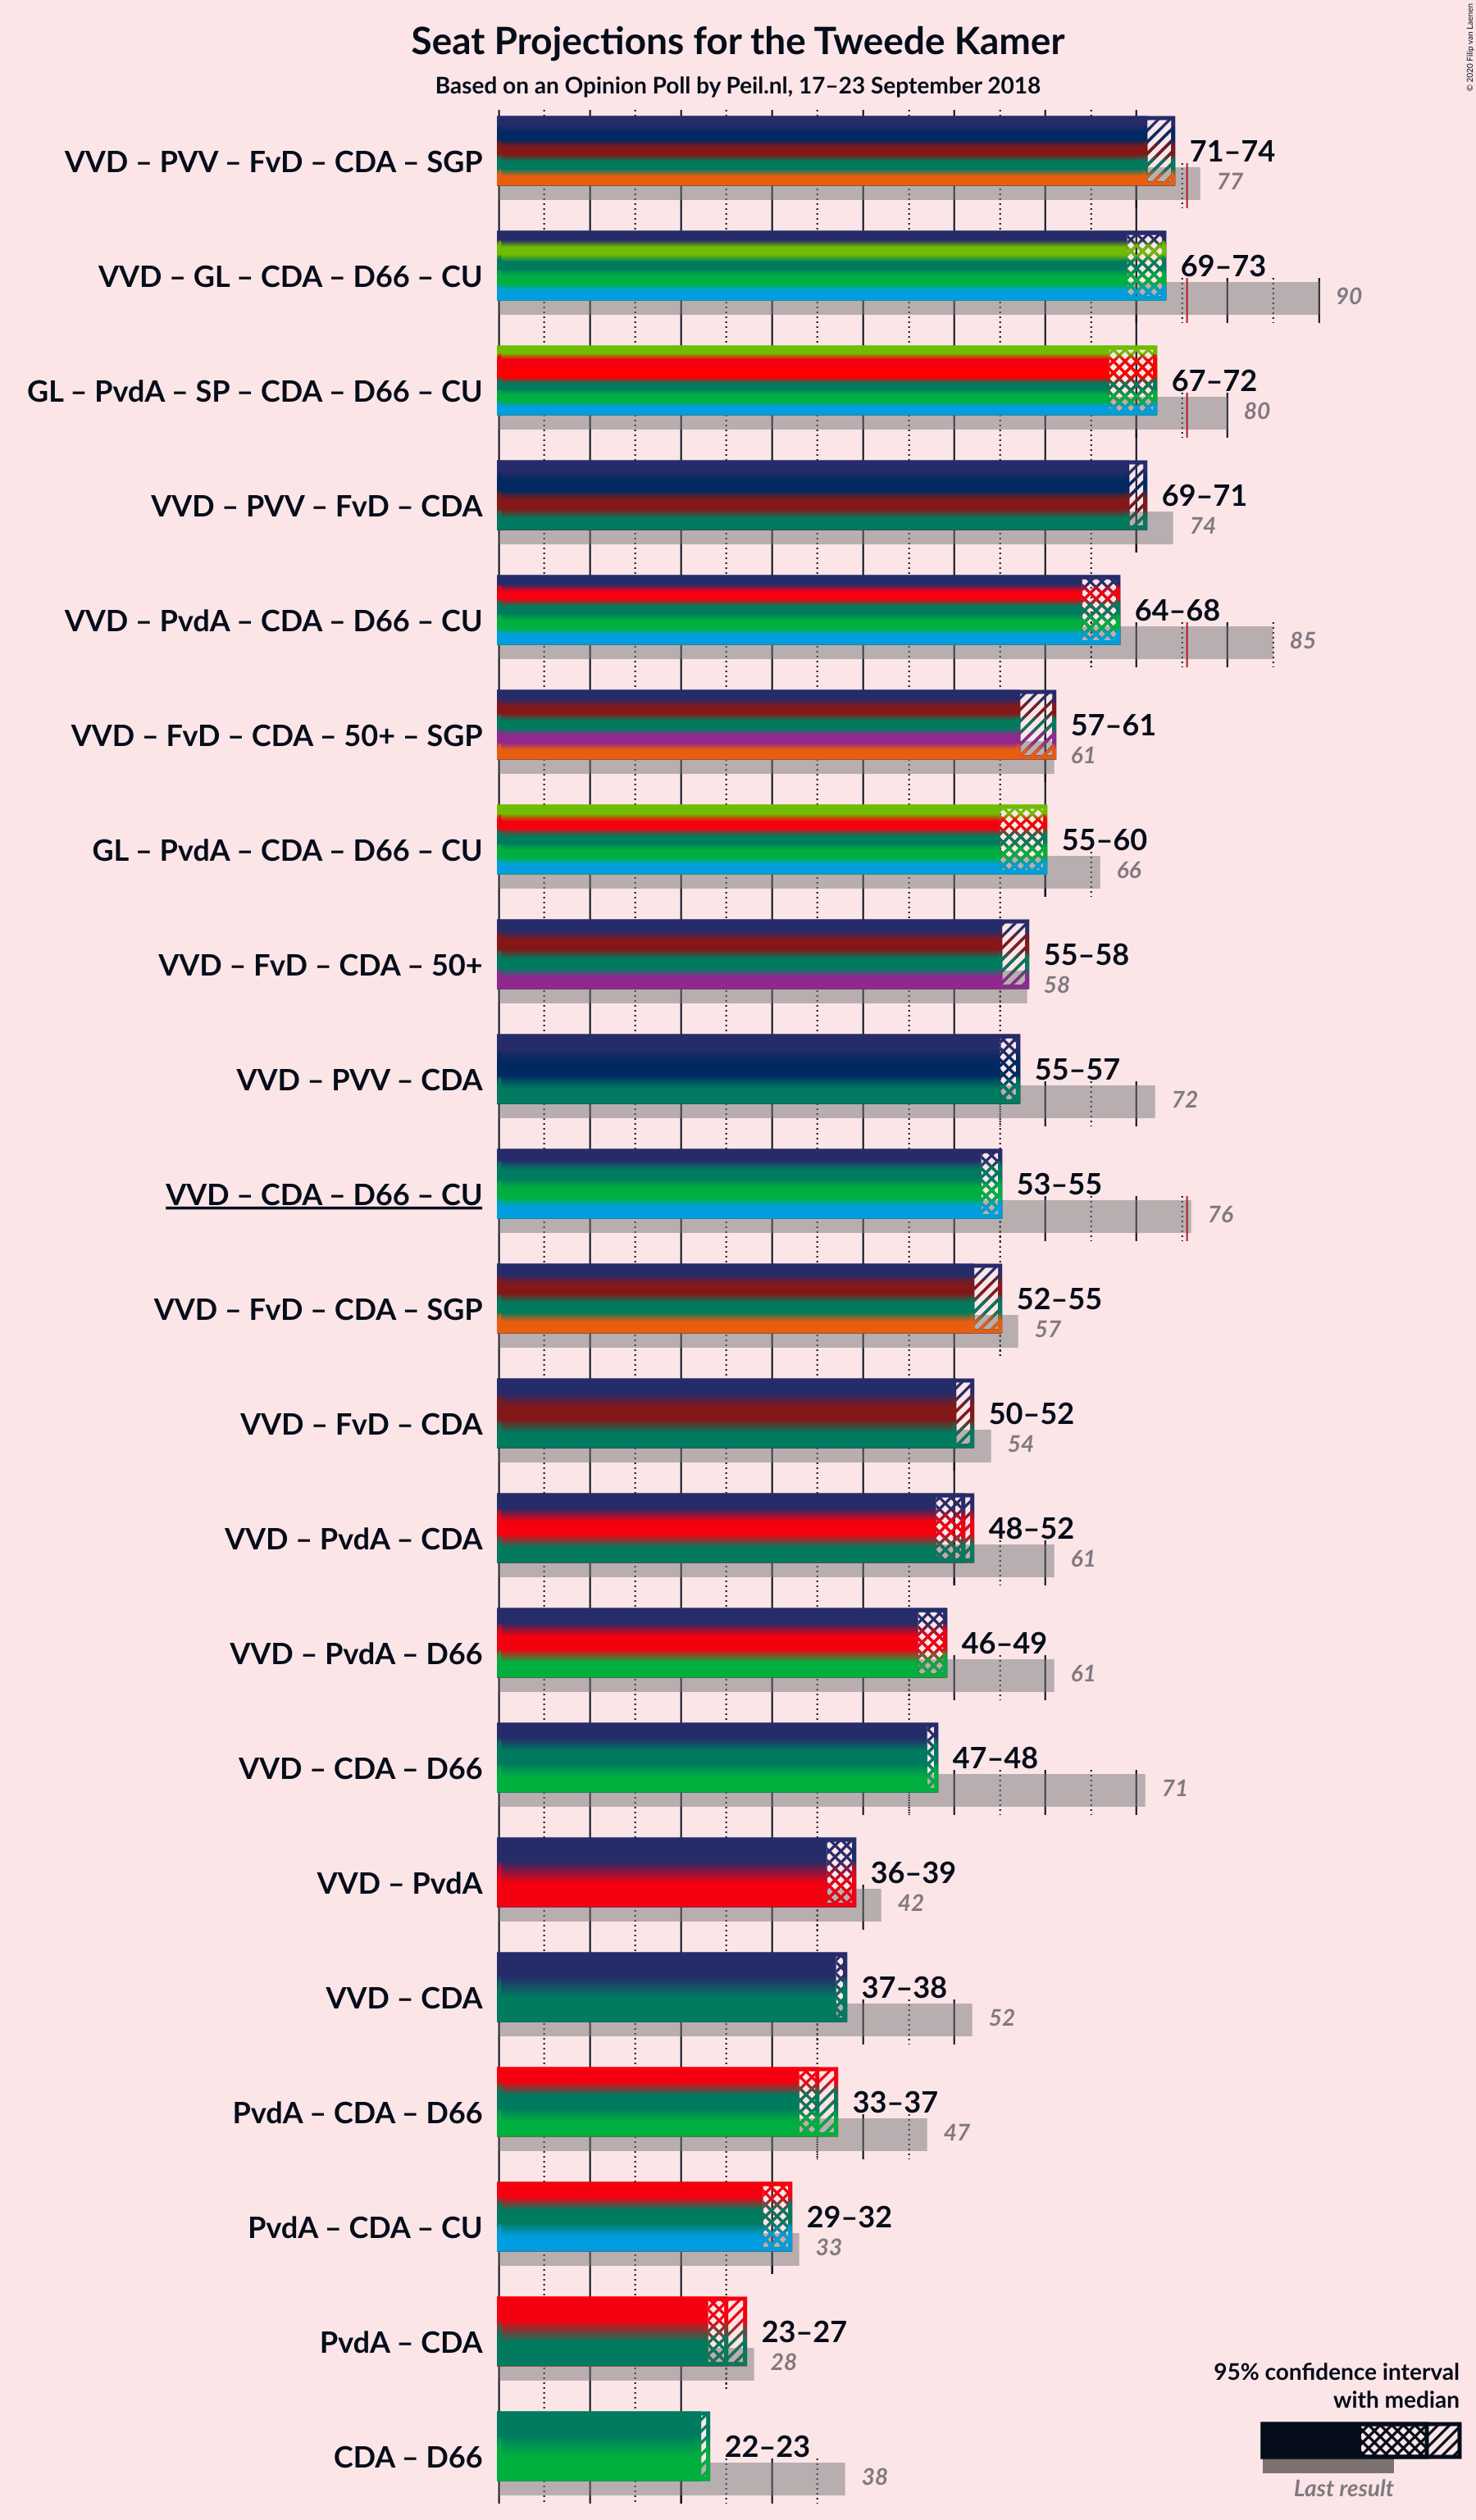 © 2020 Filip van Laenen
Seat Projections for the Tweede Kamer
Based on an Opinion Poll by Peil.nl, 17–23 September 2018
VVD – PVV – FvD – CDA – SGP
71–74
77
VVD – GL – CDA – D66 – CU
69–73
90
GL – PvdA – SP – CDA – D66 – CU
67–72
80
VVD – PVV – FvD – CDA
69–71
74
VVD – PvdA – CDA – D66 – CU
64–68
85
VVD – FvD – CDA – 50+ – SGP
57–61
61
GL – PvdA – CDA – D66 – CU
55–60
66
VVD – FvD – CDA – 50+
55–58
58
VVD – PVV – CDA
55–57
72
VVD – CDA – D66 – CU
53–55
76
VVD – FvD – CDA – SGP
52–55
57
VVD – FvD – CDA
50–52
54
VVD – PvdA – CDA
48–52
61
VVD – PvdA – D66
46–49
61
VVD – CDA – D66
47–48
71
VVD – PvdA
36–39
42
VVD – CDA
37–38
52
PvdA – CDA – D66
33–37
47
PvdA – CDA – CU
29–32
33
PvdA – CDA
23–27
28
CDA – D66
22–23
38
95% confidence interval
with median
Last result